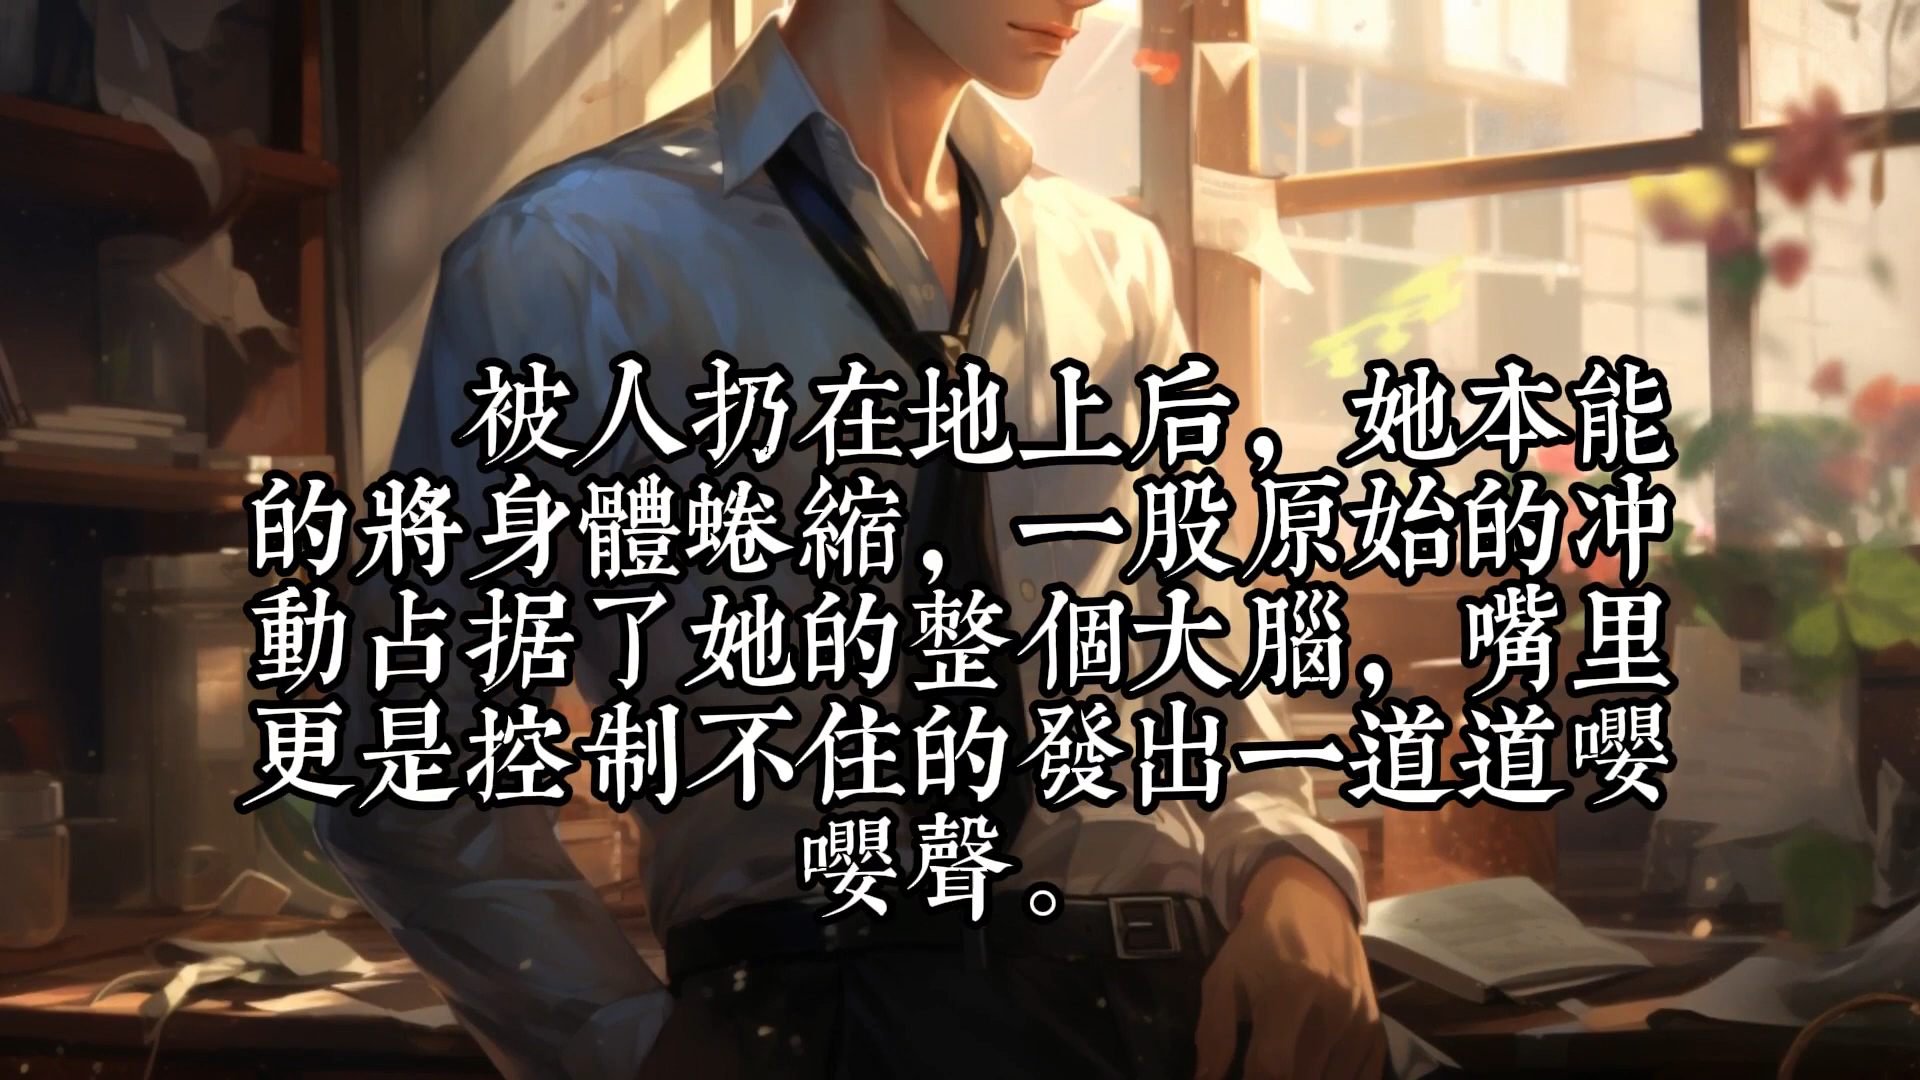 被人扔在地上后，她本能
的將身體蜷縮，一股原始的冲
動占据了她的整個大腦，嘴里
更是控制不住的發出一道道嚶
嚶聲。